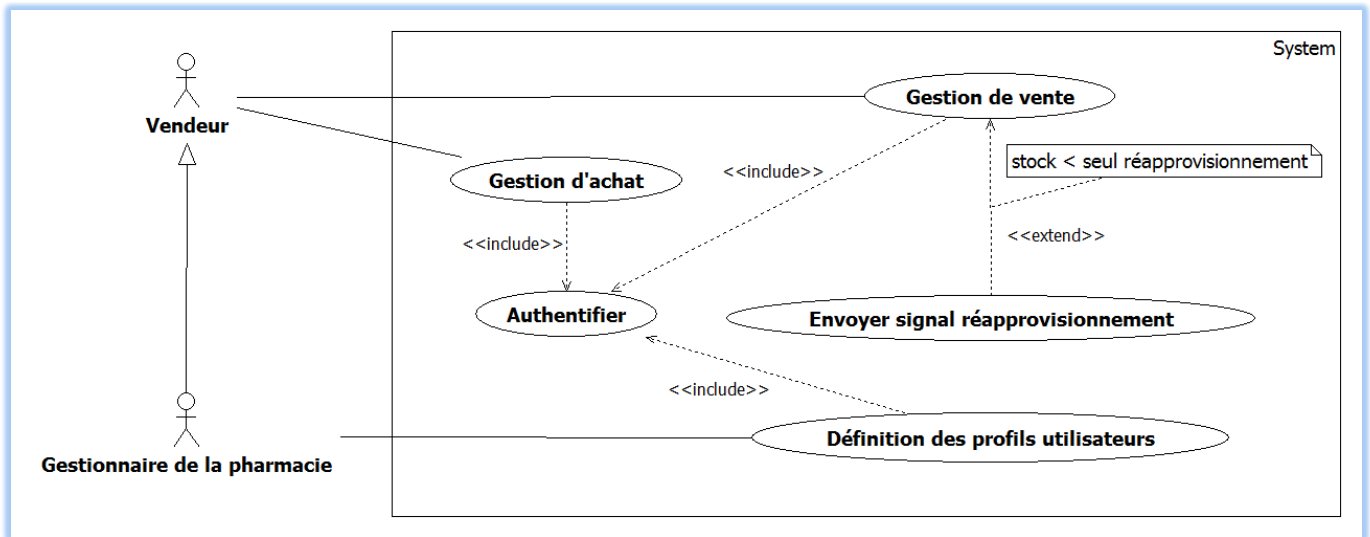 System
Gestion de vente
Vendeur
stock < seul réapprovisionnement
<<include>>
Gestion d'achat
<<include>>
<<extend>>
Authentifier
Envoyer signal réapprovisionnement
<<include>>
Définition des profils utilisateurs
Gestionnaire de la pharmacie